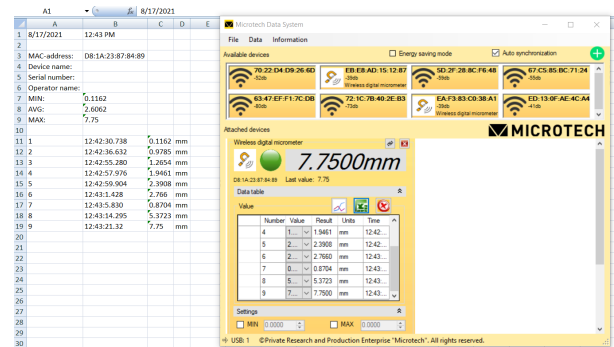 A1 fx 8/17/2021
A B C D E
1 8/17/2021 12:43 PM
2
3 MAC-address: D8:1A:23:87:84:89
4 Device name:
5 Serial number:
6 Operator name:
7 MIN: 0.1162
8 AVG: 2.6062
9 MAX: 7.75
10
11 1 12:42:30.738 0.1162 mm
12 2 12:42:36.632 0.9785 mm
13 3 12:42:55.280 1.2654 mm
14 4 12:42:57.976 1.9461 mm
15 5 12:42:59.904 2.3908 mm
16 6 12:43:1.428 2.766 mm
17 7 12:43:5.830 0.8704 mm
18 8 12:43:14.295 5.3723 mm
19 9 12:43:21.32 7.75 mm
20
21
22
23
24
25
26
27
28
29
30
Microtech Data System
File Data Information
Available devices Energy saving mode Auto synchronization
70:22:D4:D9:26:6D
-52db
EB:E8:AD:15:12:87
-39db
Wireless digital micrometer
5D:2F:28:8C:F6:48
-86db
67:C5:85:BC:71:24
-55db
63:47:EF:F1:7C:DB
-40db
72:1C:7B:40:2E:B3
-73db
EA:F3:83:C0:38:A1
-38db
Wireless digital micrometer
ED:13:0F:AE:4C:A4
-41db
Attached devices
MICROTECH
Wireless digital micrometer
7.7500mm
D8:1A:23:87:84:89 Last value: 7.75
Data table
Value
Number Value Result Units Time
4 1... 1.9461 mm 12:42:...
5 2... 2.3908 mm 12:42:...
6 2... 2.7660 mm 12:43:...
7 0... 0.8704 mm 12:43:...
8 5... 5.3723 mm 12:43:...
9 7... 7.7500 mm 12:43:...
Settings
MIN 0.0000 MAX 0.0000
USB: 1 ©Private Research and Production Enterprise "Microtech". All rights reserved.